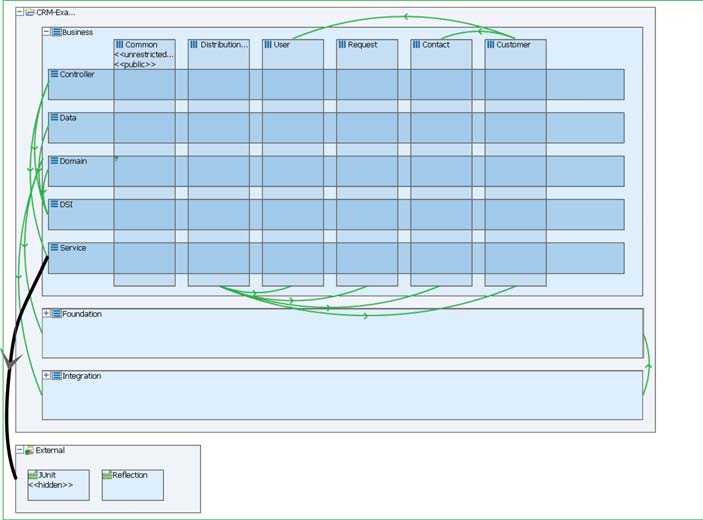 CRM-Exa...
Business
Common
<<unrestricted...
<<public>>
Distribution...
User
Request
Contact
Customer
Controller
Data
Domain
DSI
Service
Foundation
Integration
External
JUnit
<<hidden>>
Reflection